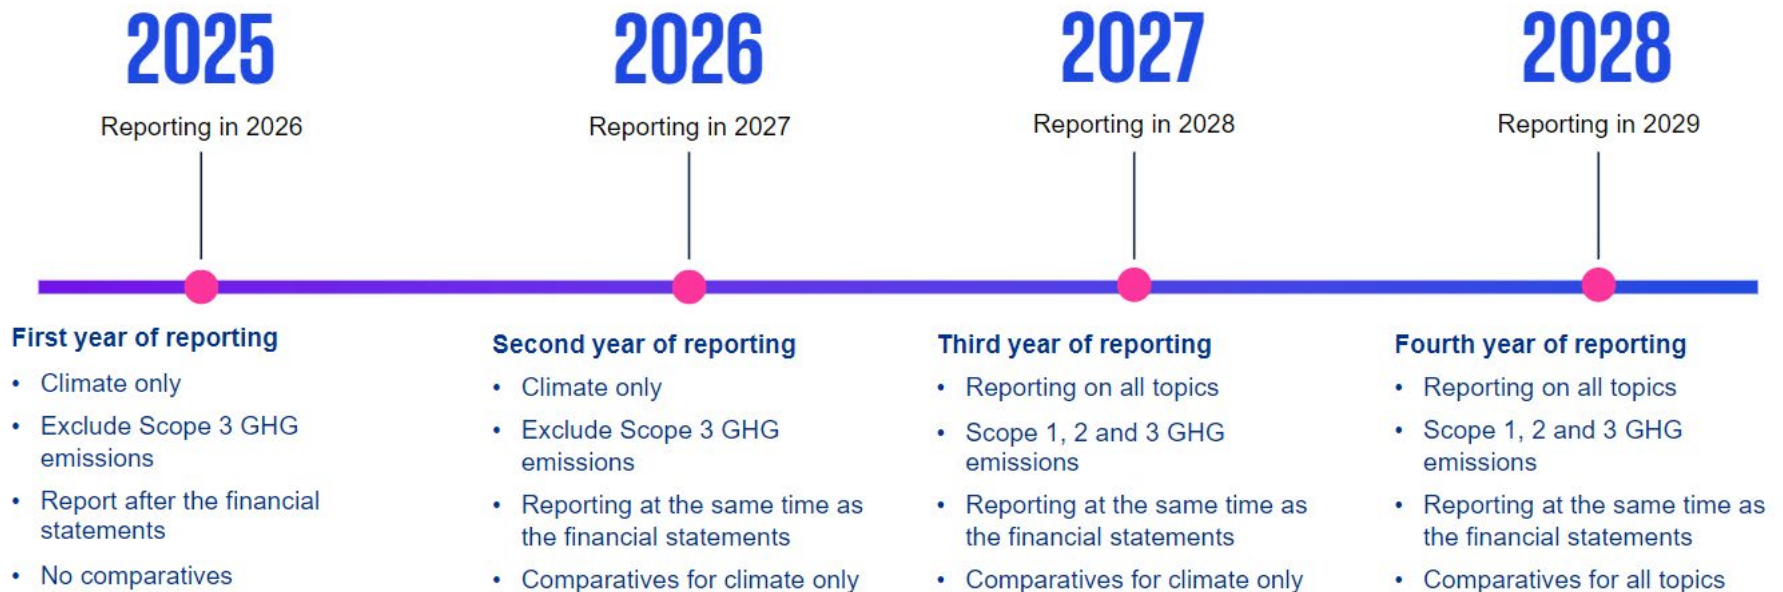 2025
Reporting in 2026
First year of reporting
• Climate only
• Exclude Scope 3 GHG
emissions
• Report after the financial
statements
• No comparatives
2026
Reporting in 2027
Second year of reporting
• Climate only
• Exclude Scope 3 GHG
emissions
• Reporting at the same time as
the financial statements
• Comparatives for climate only
2027
Reporting in 2028
Third year of reporting
• Reporting on all topics
• Scope 1, 2 and 3 GHG
emissions
• Reporting at the same time as
the financial statements
• Comparatives for climate only
2028
Reporting in 2029
Fourth year of reporting
• Reporting on all topics
• Scope 1, 2 and 3 GHG
emissions
• Reporting at the same time as
the financial statements
• Comparatives for all topics